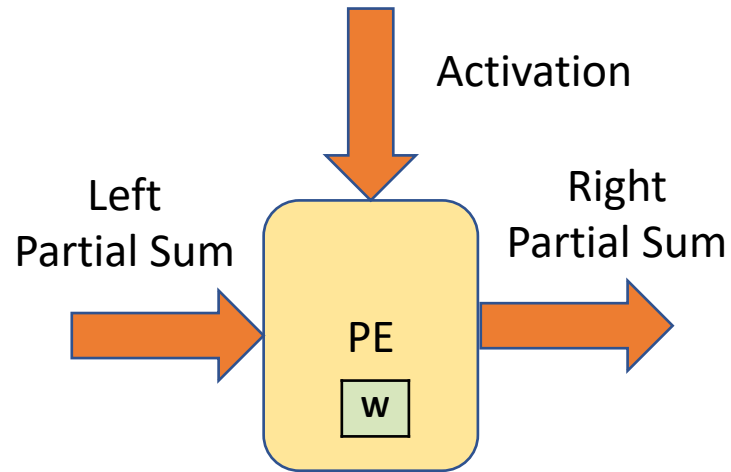 Activation
Left
Partial Sum
Right
Partial Sum
PE
W